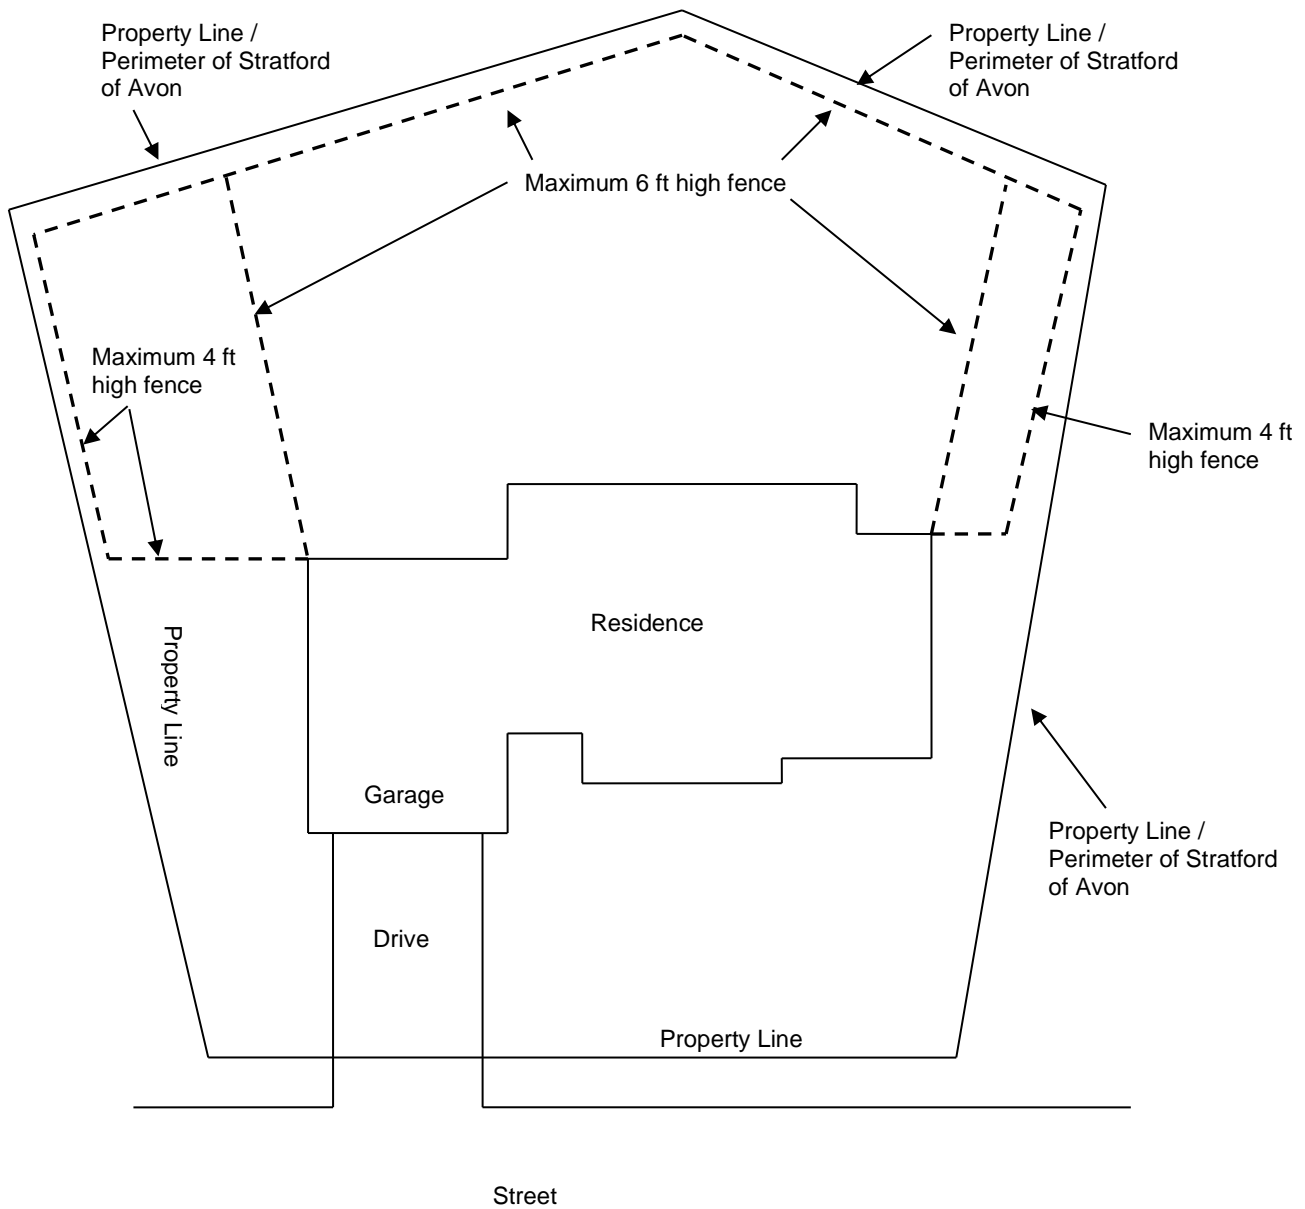 Property Line /
Perimeter of Stratford
of Avon
Property Line /
Perimeter of Stratford
of Avon
Maximum 6 ft high fence
Maximum 4 ft
high fence
Maximum 4 ft
high fence
Residence
Property Line
Garage
Property Line /
Perimeter of Stratford
of Avon
Drive
Property Line
Street